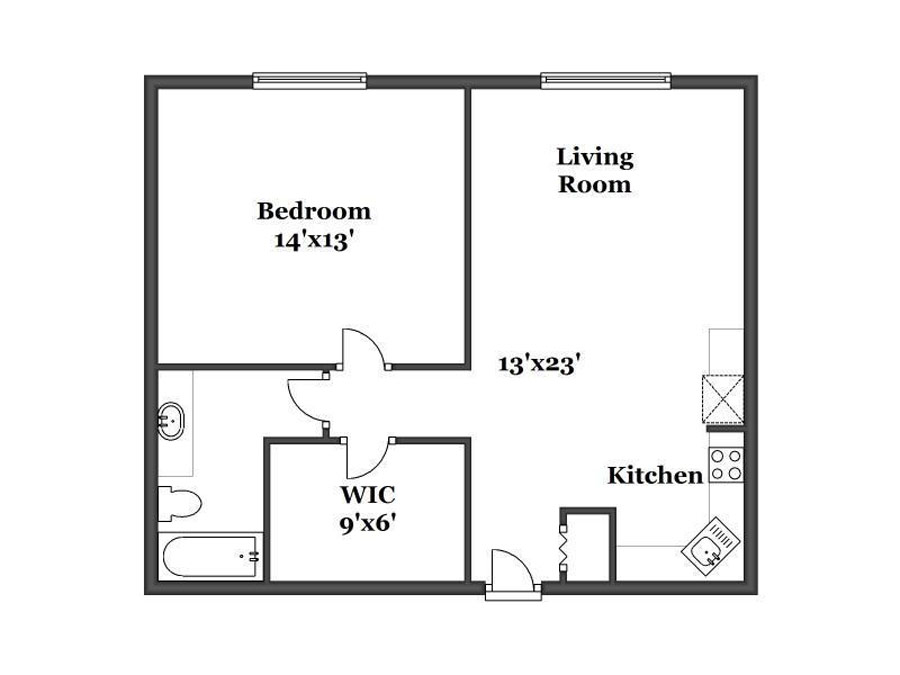 Living
Room
Bedroom
14'x13'
13'x23'
Kitchen
WIC
9'x6'